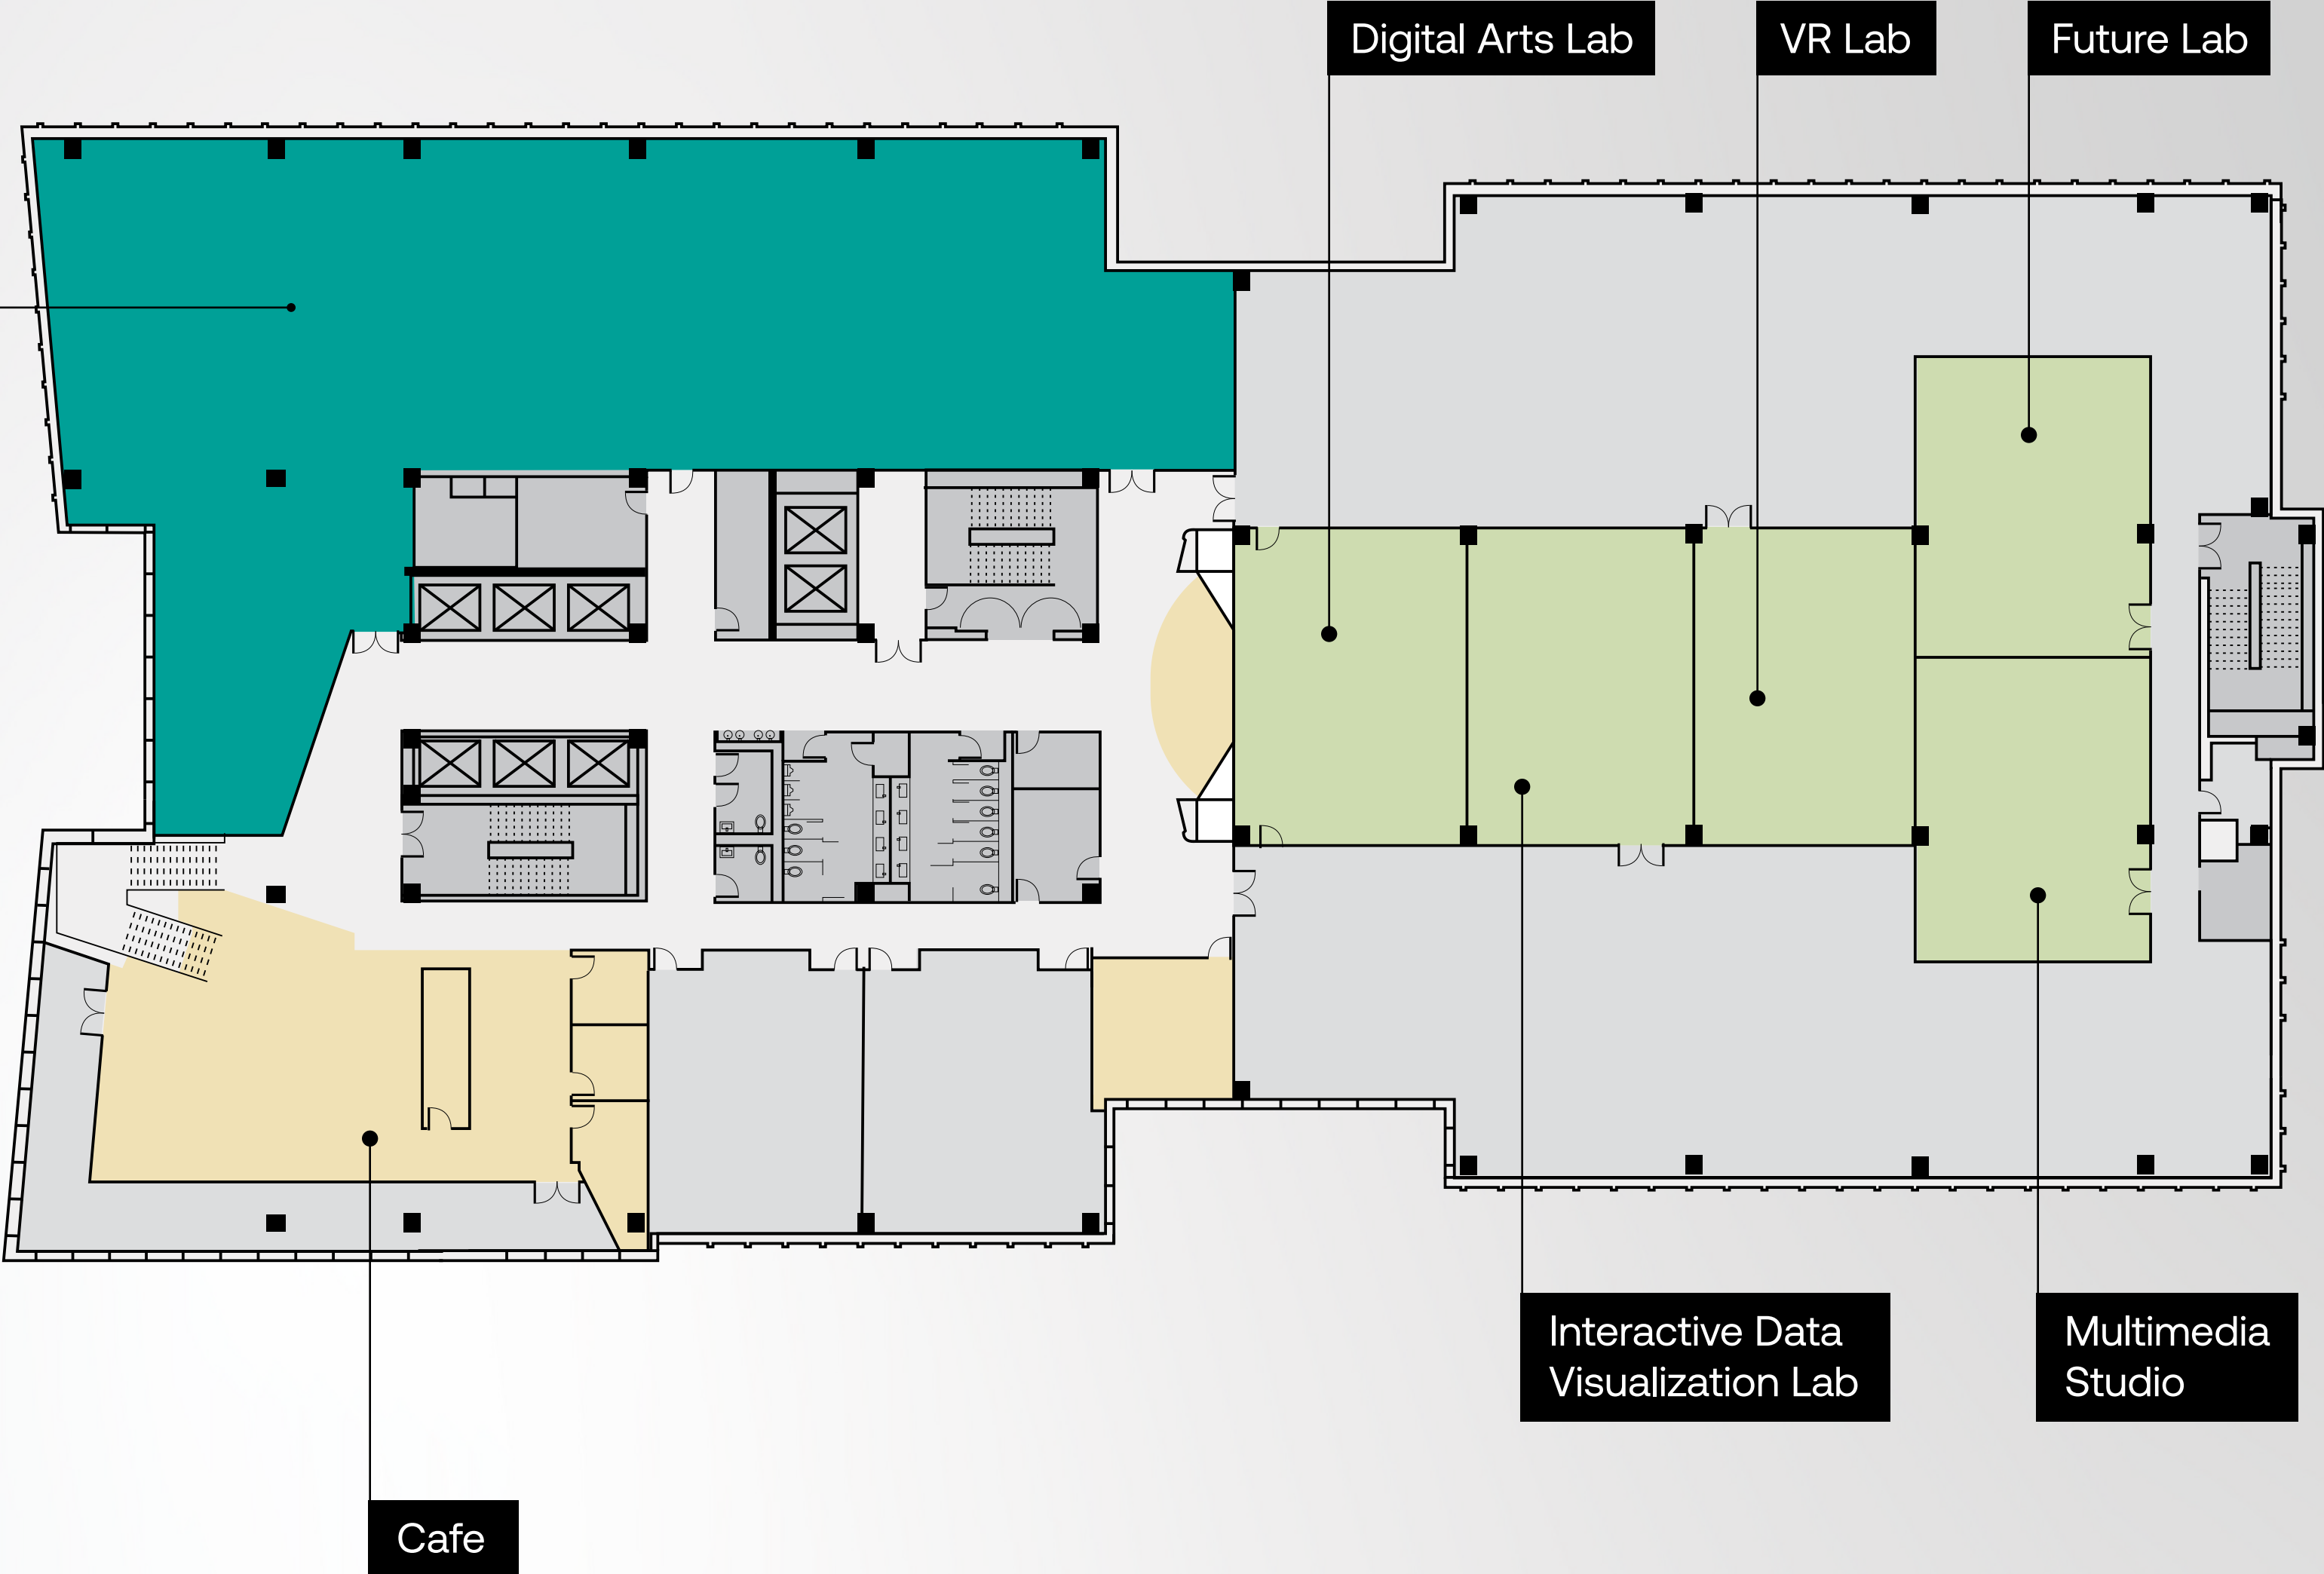 Digital Arts Lab
VR Lab
Future Lab
Interactive Data
Visualization Lab
Multimedia
Studio
Cafe